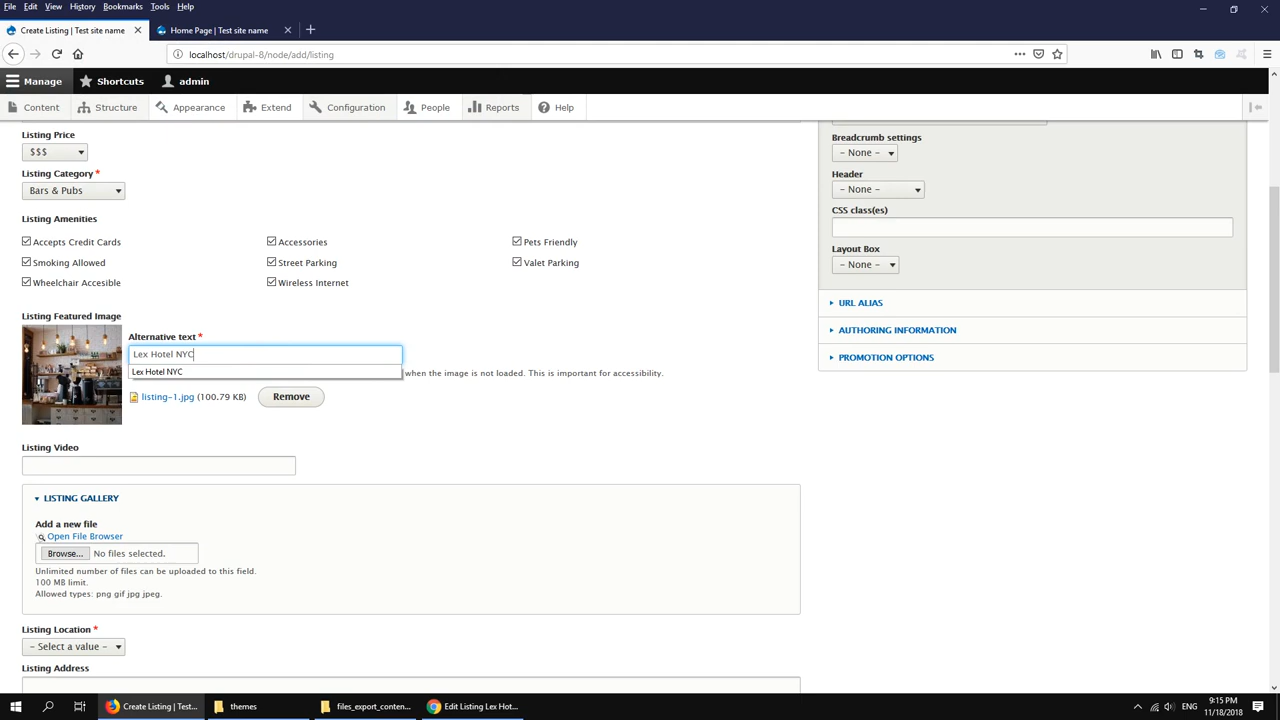 File Edit View History Bookmarks Tools Help
Create Listing | Test site name
Home Page | Test site name
localhost/drupal-8/node/add/listing
Manage Shortcuts admin
Content Structure Appearance Extend Configuration People Reports Help
Listing Price
$$$
Listing Category *
Bars & Pubs
Listing Amenities
Accepts Credit Cards Accessories Pets Friendly
Smoking Allowed Street Parking Valet Parking
Wheelchair Accesible Wireless Internet
Listing Featured Image
Alternative text *
Lex Hotel NYC
Lex Hotel NYC
when the image is not loaded. This is important for accessibility.
listing-1.jpg (100.79 KB) Remove
Listing Video
LISTING GALLERY
Add a new file
Open File Browser
Browse... No files selected.
Unlimited number of files can be uploaded to this field.
100 MB limit.
Allowed types: png gif jpg jpeg.
Listing Location *
- Select a value -
Listing Address
Breadcrumb settings
- None -
Header
- None -
CSS class(es)
Layout Box
- None -
URL ALIAS
AUTHORING INFORMATION
PROMOTION OPTIONS
Create Listing | Test...
themes
files_export_conten...
Edit Listing Lex Hot...
ENG
9:15 PM
11/18/2018